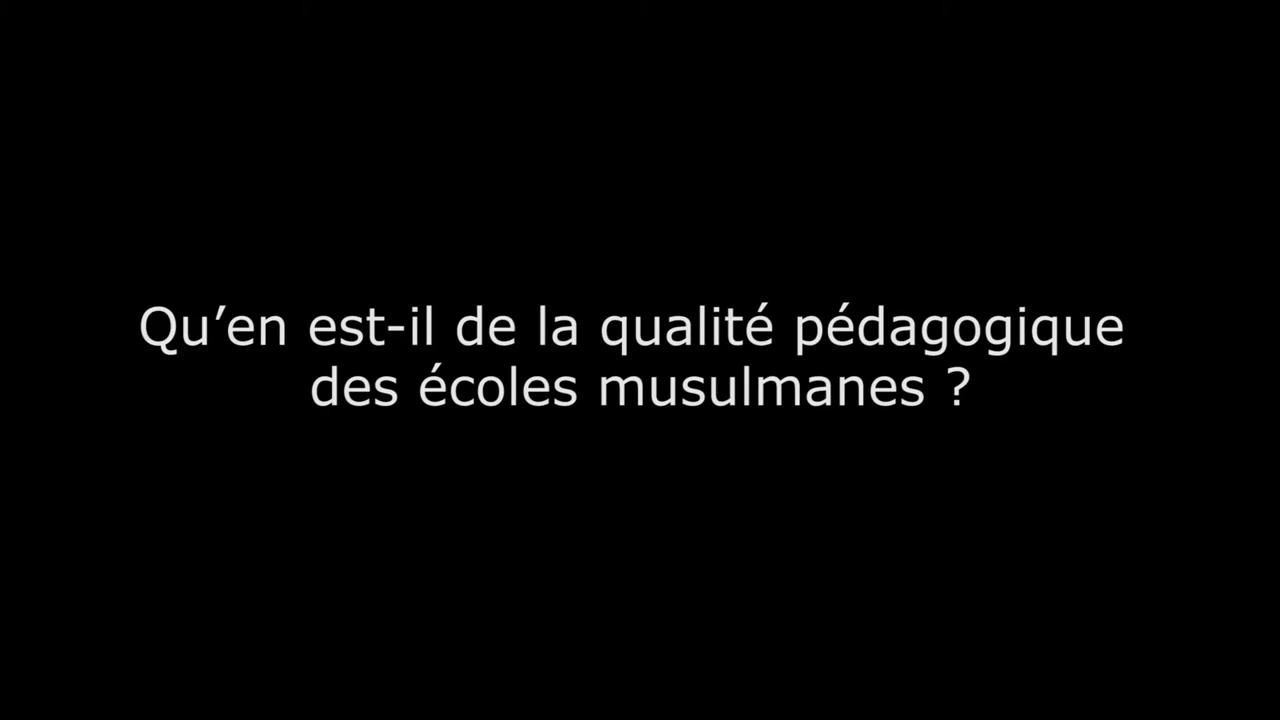 Qu’en est-il de la qualité pédagogique
des écoles musulmanes ?